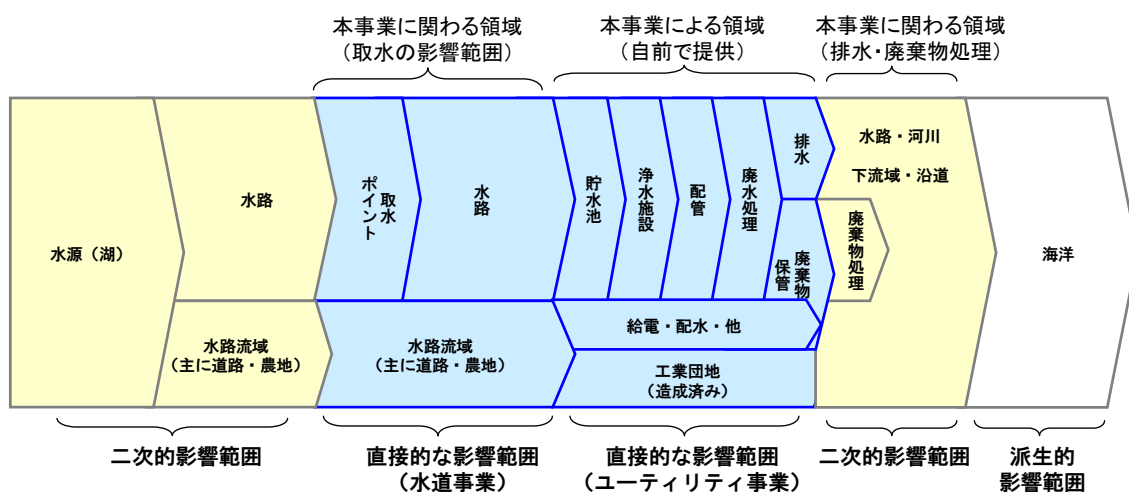 本事業に関わる領域
（取水の影響範囲）
本事業による領域
（自前で提供）
本事業に関わる領域
（排水・廃棄物処理）
水源（湖）
水路
水路流域
（主に道路・農地）
取水
ポイント
水路
水路流域
（主に道路・農地）
貯水池
浄水施設
配管
廃水処理
排水
廃棄物
保管
給電・配水・他
工業団地
（造成済み）
水路・河川
下流域・沿道
廃棄物処理
海洋
二次的影響範囲
直接的な影響範囲
（水道事業）
直接的な影響範囲
（ユーティリティ事業）
二次的影響範囲
派生的
影響範囲